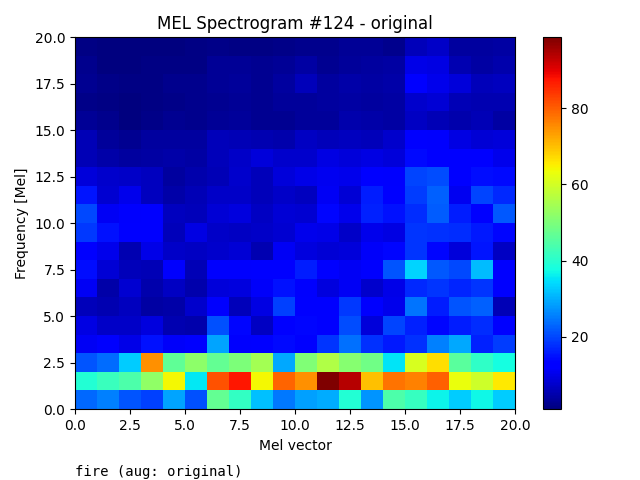 MEL Spectrogram #124 - original
20.0
17.5
15.0
12.5
10.0
7.5
5.0
2.5
0.0
Frequency [Mel]
0.0 2.5 5.0 7.5 10.0 12.5 15.0 17.5 20.0
Mel vector
80
60
40
20
fire (aug: original)